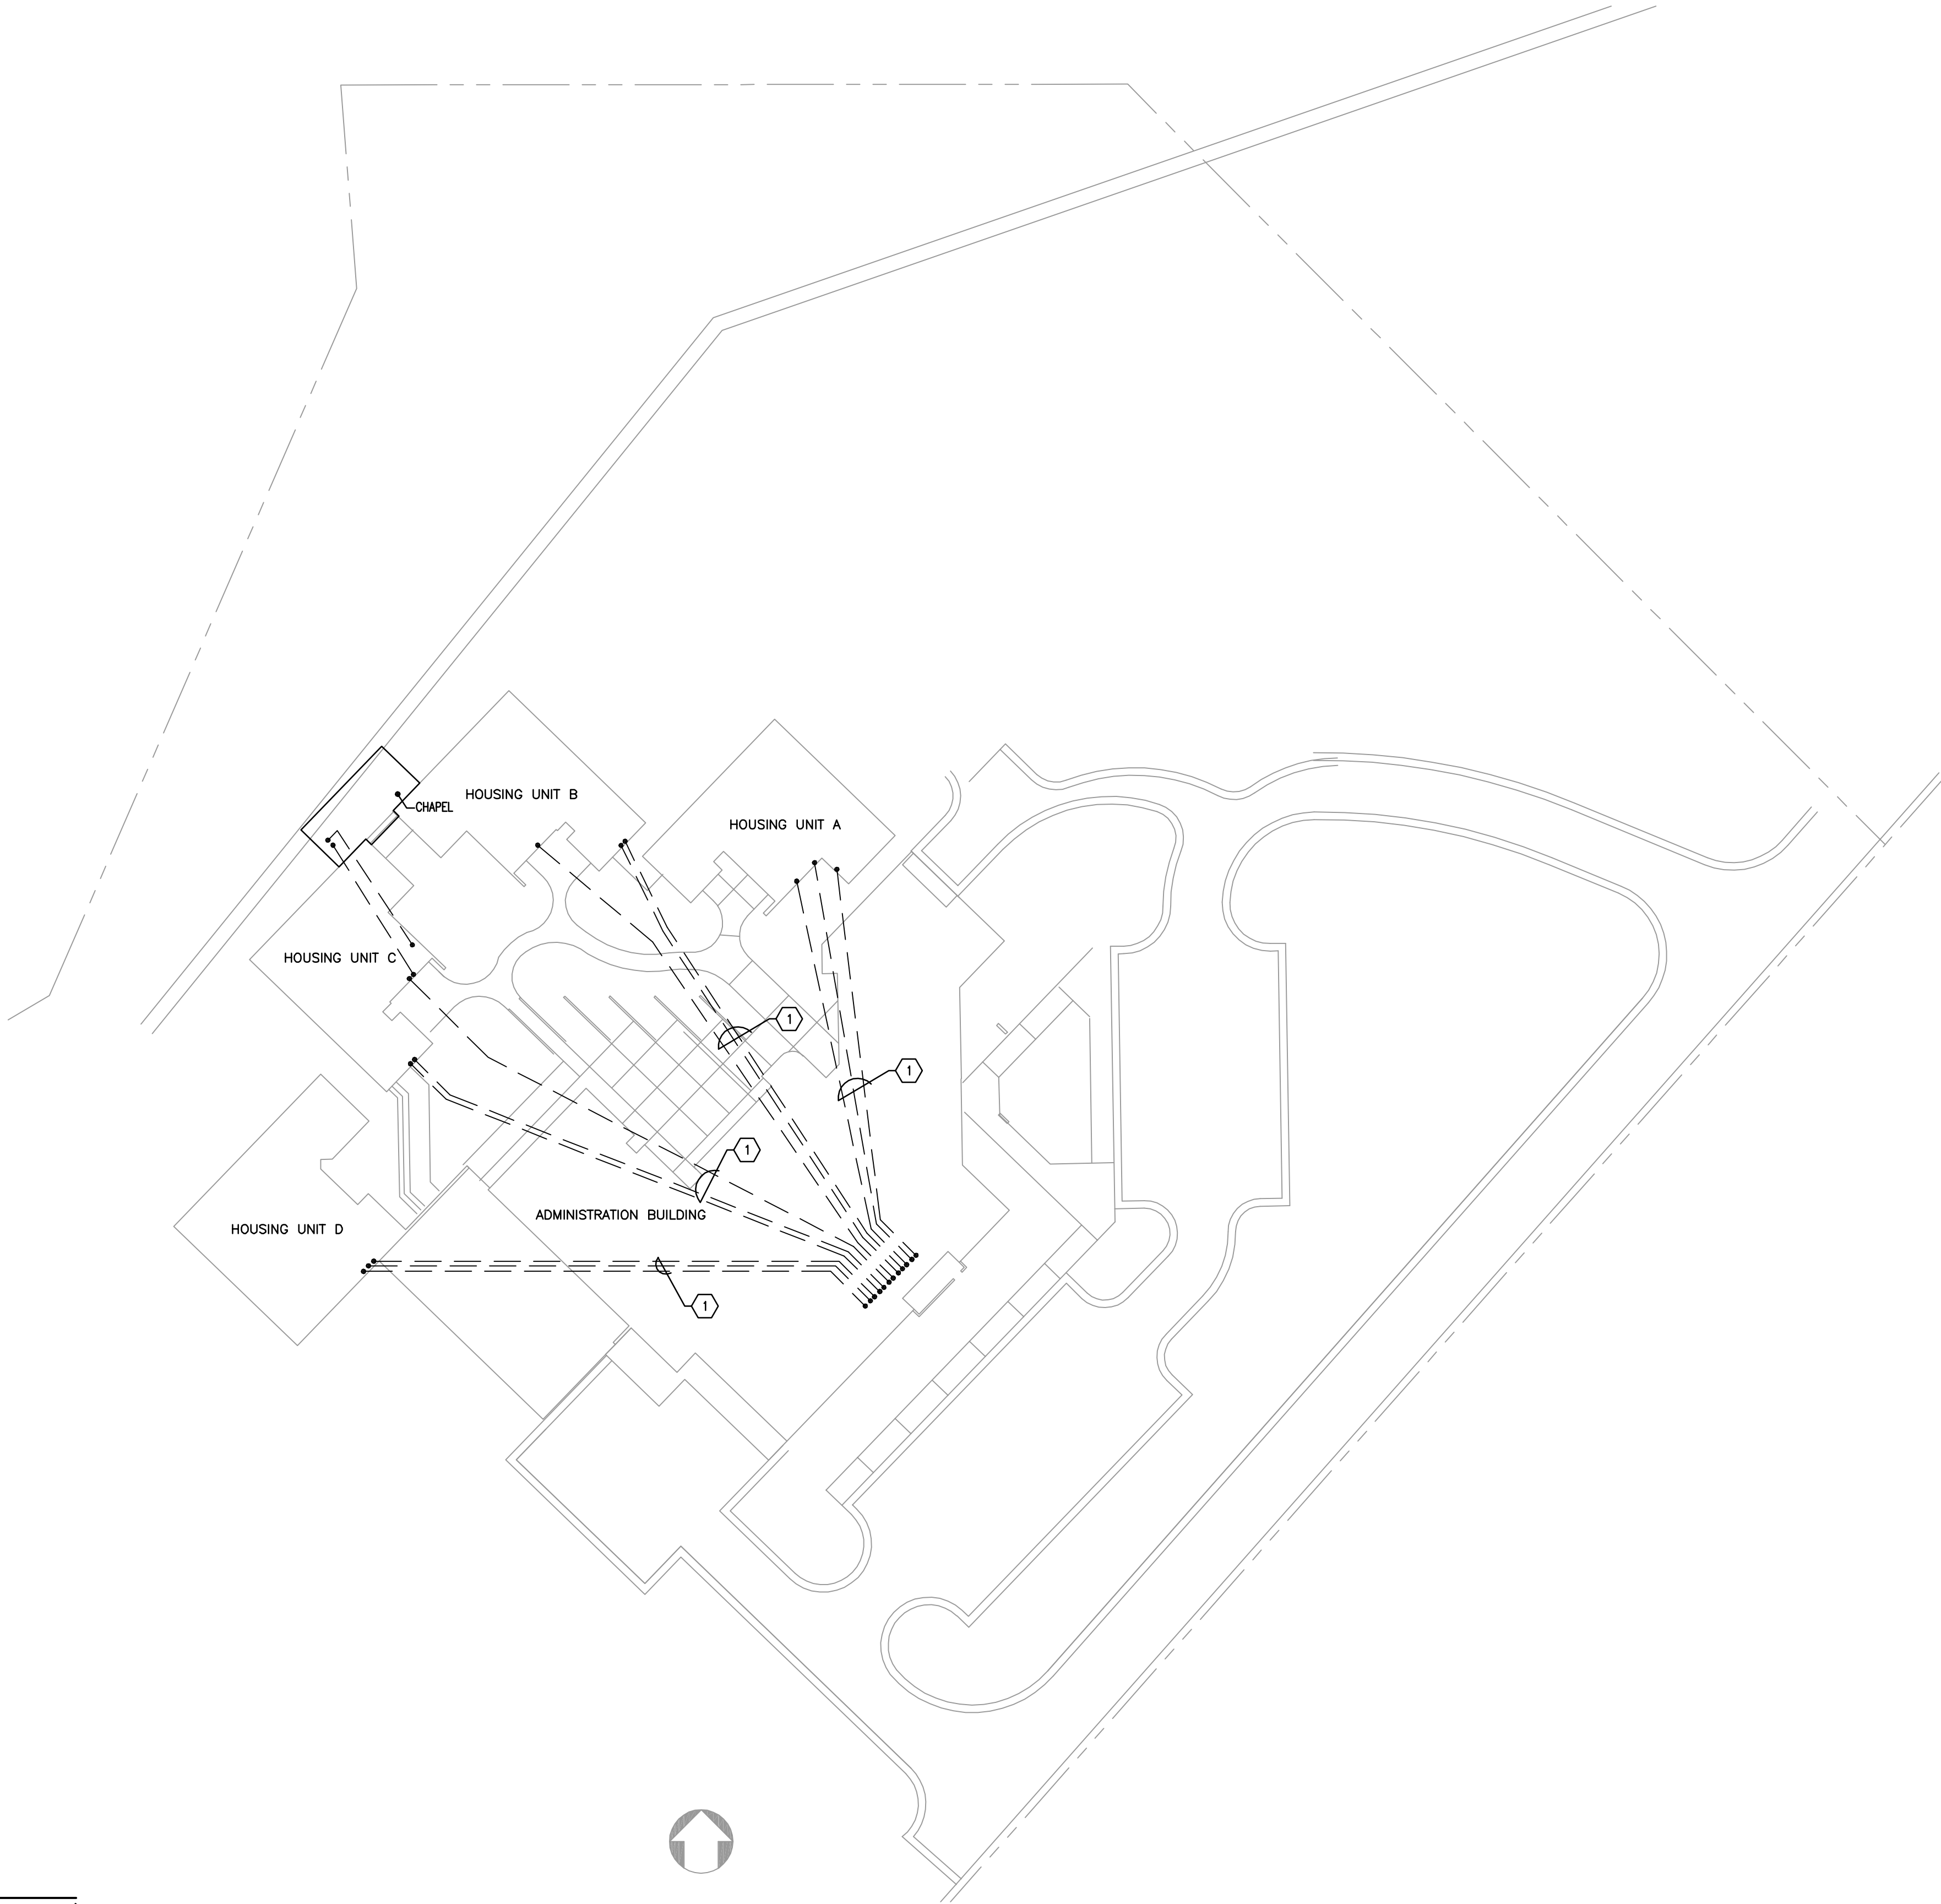 HOUSING UNIT B
CHAPEL
HOUSING UNIT A
HOUSING UNIT C
1
1
1
ADMINISTRATION BUILDING
HOUSING UNIT D
1